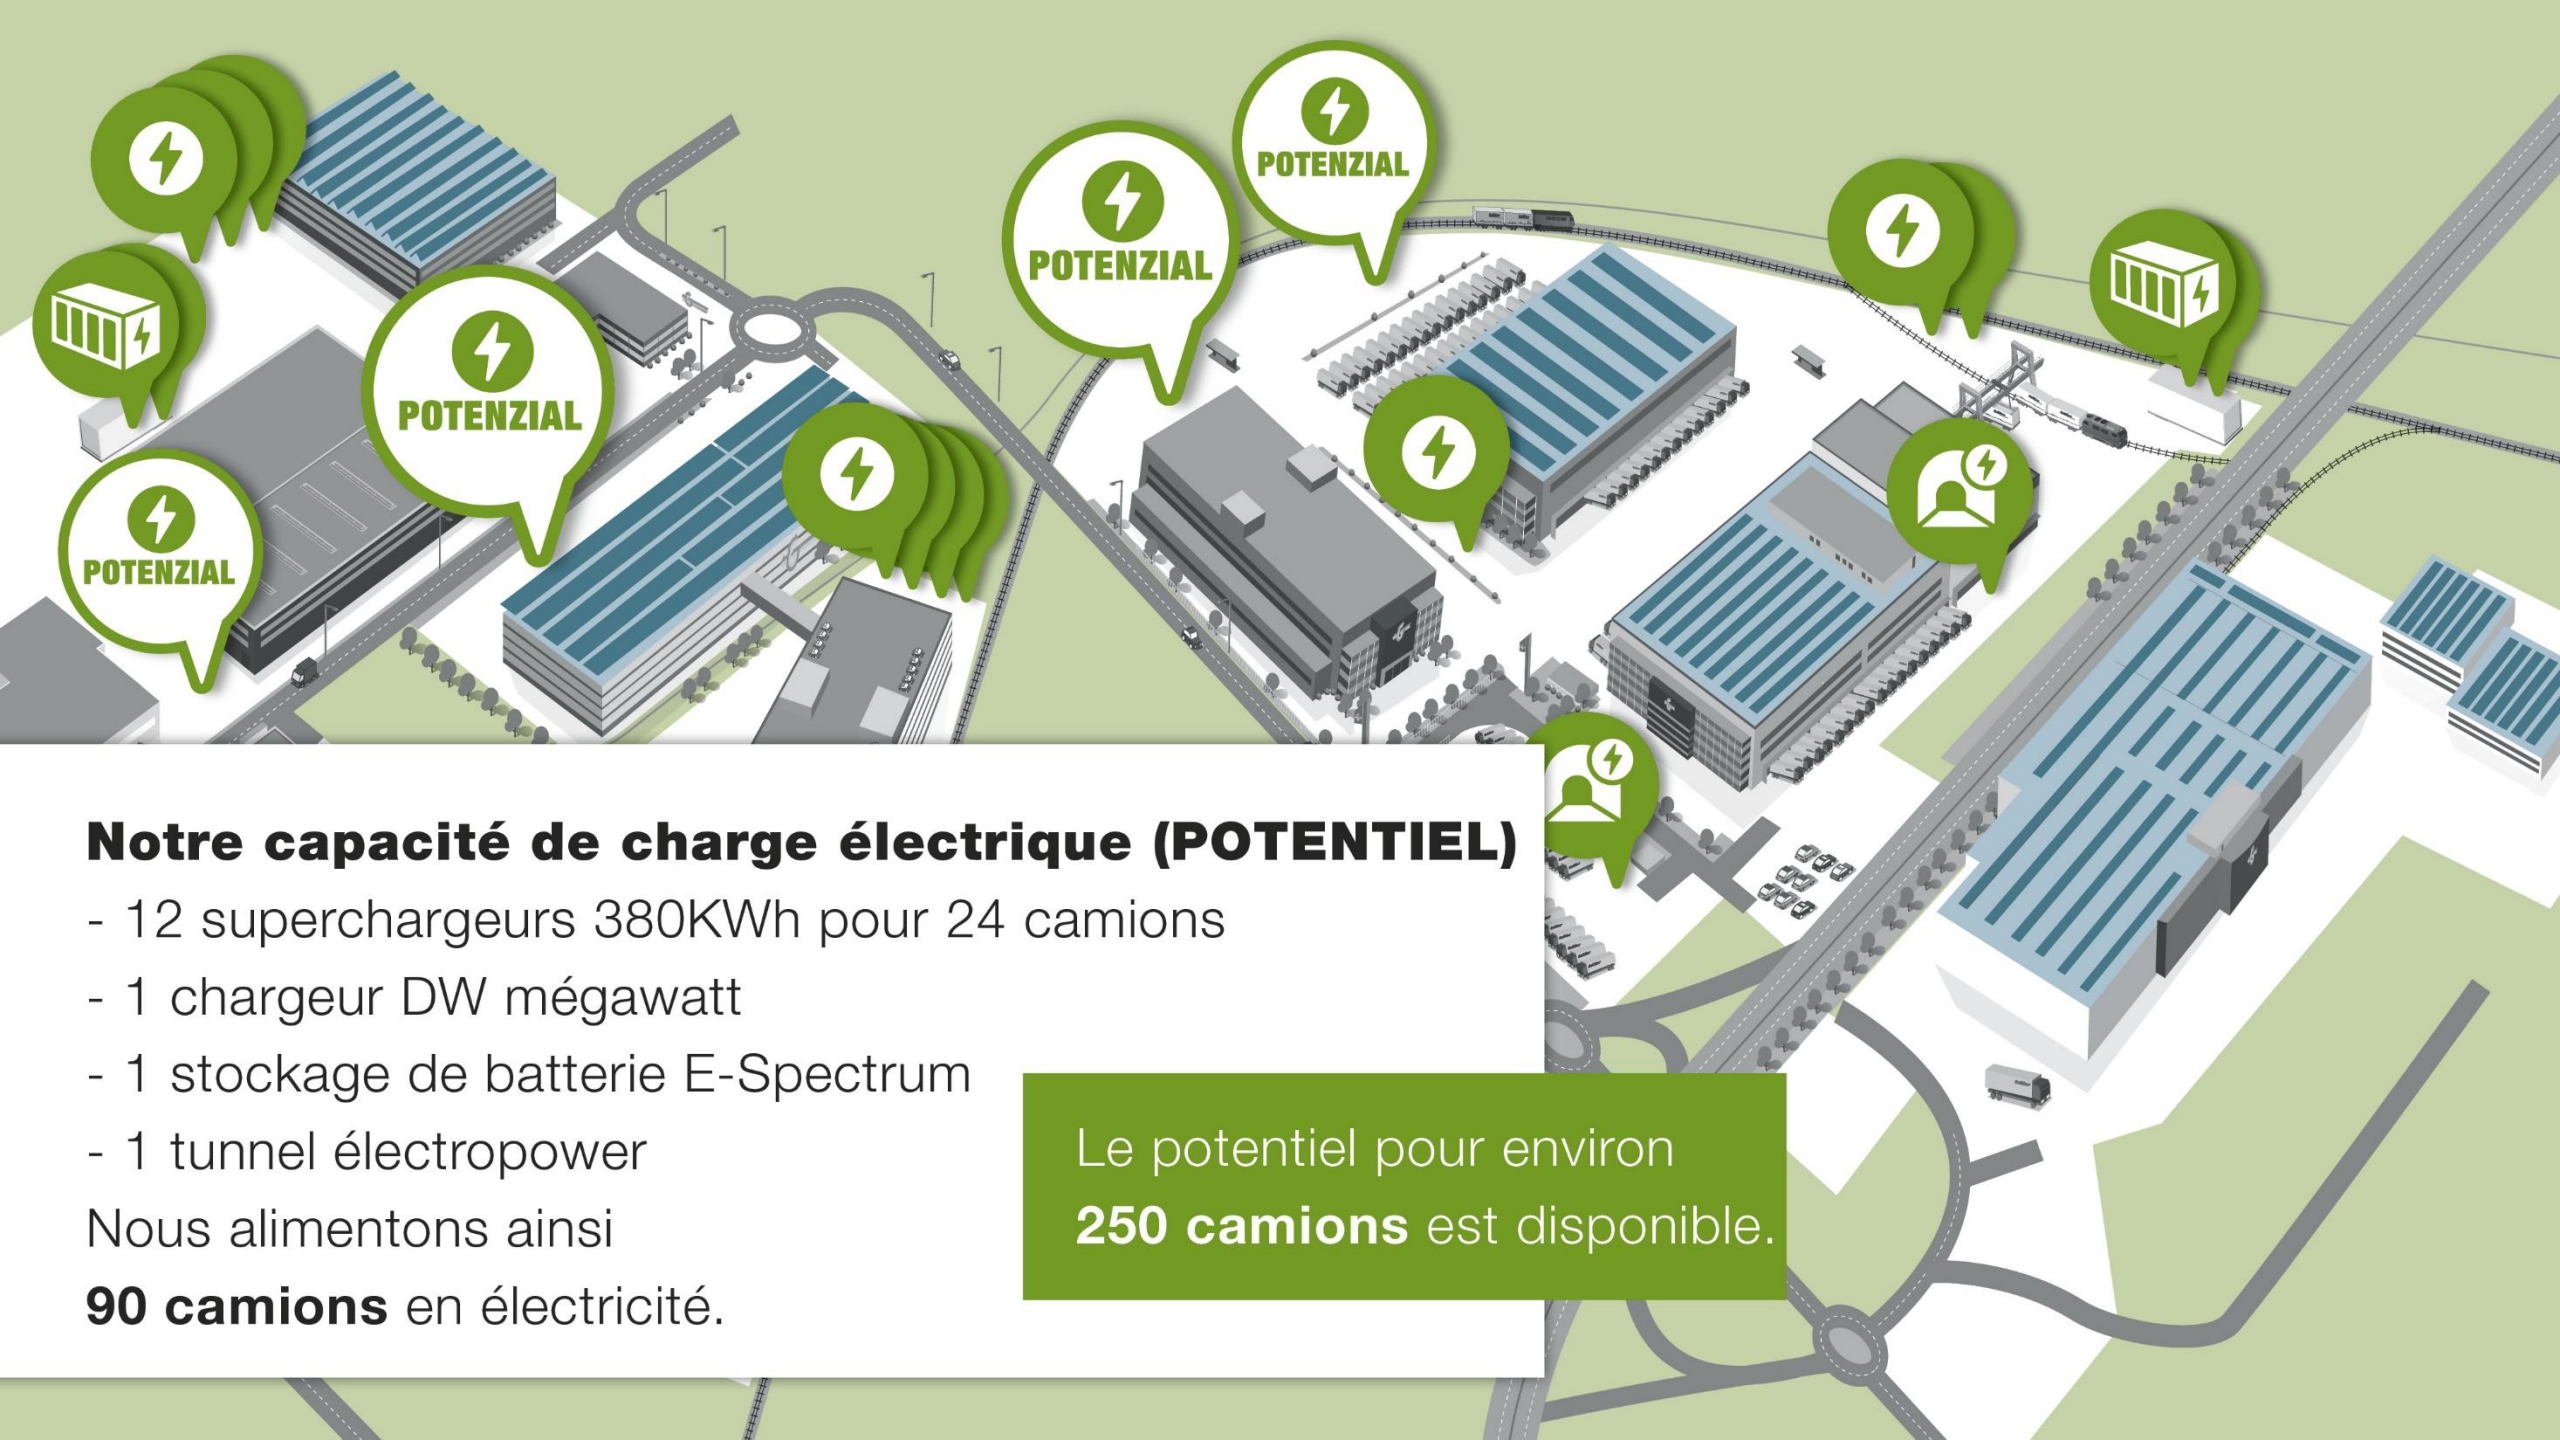 POTENZIAL
POTENZIAL
POTENZIAL
POTENZIAL
Notre capacité de charge électrique (POTENTIEL)
- 12 superchargeurs 380KWh pour 24 camions
- 1 chargeur DW mégawatt
- 1 stockage de batterie E-Spectrum
- 1 tunnel électropower
Nous alimentons ainsi
90 camions en électricité.
Le potentiel pour environ
250 camions est disponible.